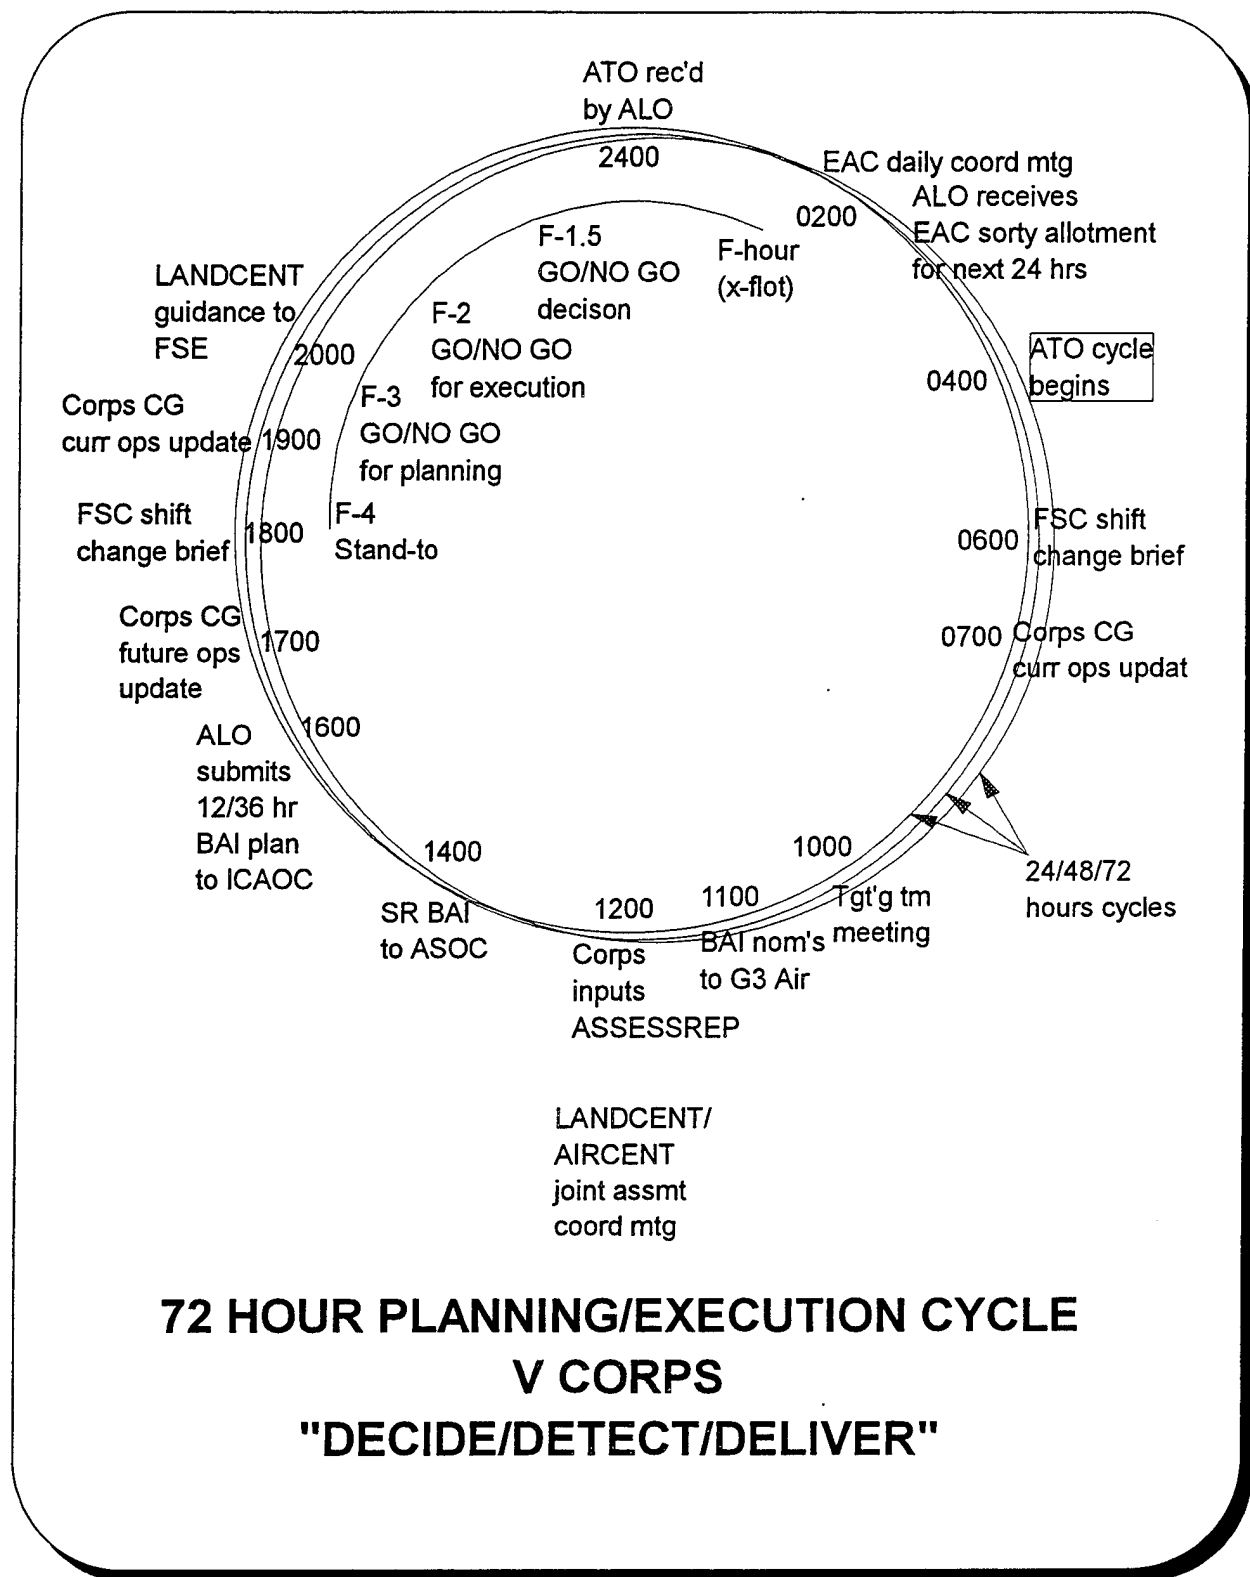 ATO rec'd
by ALO
2400
EAC daily coord mtg
0200
ALO receives
EAC sorty allotment
for next 24 hrs
ATO cycle
begins
0400
0600
FSC shift
change brief
0700
Corps CG
curr ops updat
24/48/72
hours cycles
1000
Tgt'g tm
meeting
1100
BAI nom's
to G3 Air
1200
Corps
inputs
ASSESSREP
LANDCENT/
AIRCENT
joint assmt
coord mtg
1400
SR BAI
to ASOC
1600
ALO
submits
12/36 hr
BAI plan
to ICAOC
1700
Corps CG
future ops
update
1800
FSC shift
change brief
1900
Corps CG
curr ops update
2000
LANDCENT
guidance to
FSE
F-4
Stand-to
F-3
GO/NO GO
for planning
F-2
GO/NO GO
for execution
F-1.5
GO/NO GO
decison
F-hour
(x-flot)
72 HOUR PLANNING/EXECUTION CYCLE
V CORPS
"DECIDE/DETECT/DELIVER"